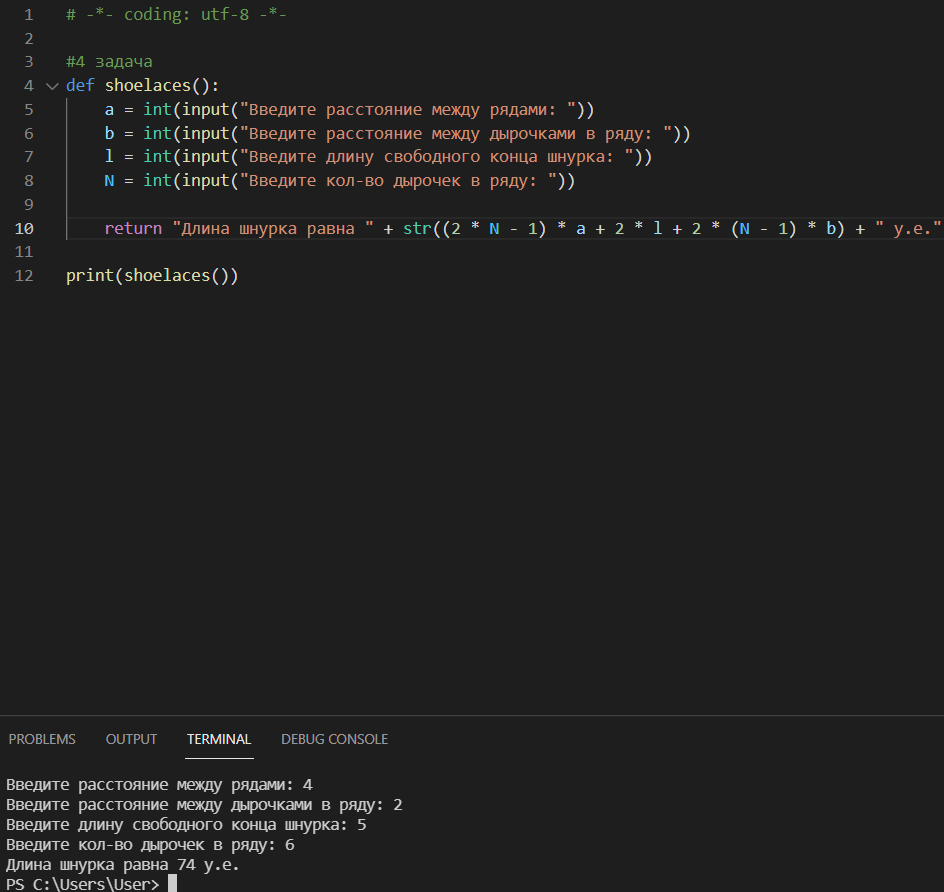 1 # -*- coding: utf-8 -*-
2
3 #4 задача
4 def shoelaces():
5 a = int(input("Введите расстояние между рядами: "))
6 b = int(input("Введите расстояние между дырочками в ряду: "))
7 l = int(input("Введите длину свободного конца шнурка: "))
8 N = int(input("Введите кол-во дырочек в ряду: "))
9
10 return "Длина шнурка равна " + str((2 * N - 1) * a + 2 * l + 2 * (N - 1) * b) + " у.е."
11
12 print(shoelaces())
PROBLEMS OUTPUT TERMINAL DEBUG CONSOLE
Введите расстояние между рядами: 4
Введите расстояние между дырочками в ряду: 2
Введите длину свободного конца шнурка: 5
Введите кол-во дырочек в ряду: 6
Длина шнурка равна 74 у.е.
PS C:\Users\User>